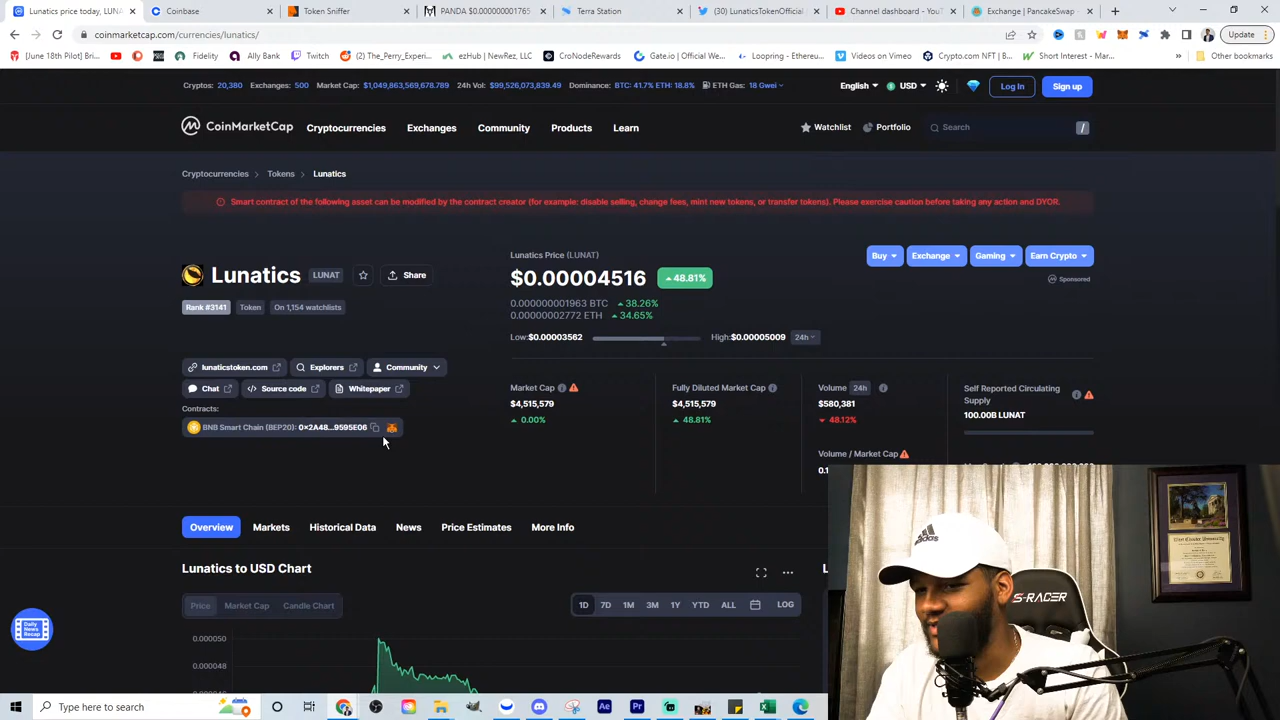 Lunatics price today, LUNA
Coinbase
Token Sniffer
PANDA $0.000000001765
Terra Station
(30) LunaticsTokenOfficial
Channel dashboard - YouT
Exchange | PancakeSwap -
coinmarketcap.com/currencies/lunatics/
Update
[June 18th Pilot] Bri...
Fidelity
Ally Bank
Twitch
The_Perry_Experi...
ezHub | NewRez, LLC
CroNodeRewards
Gate.io | Official We...
Loopring - Ethereu...
Videos on Vimeo
Crypto.com NFT | B...
Short Interest - Mar...
Other bookmarks
Cryptos: 20,380 Exchanges: 500 Market Cap: $1,049,863,569,678.789 24h Vol: $99,526,073,839.49 Dominance: BTC: 41.7% ETH: 18.8% ETH Gas: 18 Gwei
English USD Log In Sign up
CoinMarketCap Cryptocurrencies Exchanges Community Products Learn Watchlist Portfolio Search /
Cryptocurrencies > Tokens > Lunatics
Smart contract of the following asset can be modified by the contract creator (for example: disable selling, change fees, mint new tokens, or transfer tokens). Please exercise caution before taking any action and DYOR.
Lunatics LUNAT Share
Rank #3141 Token On 1,154 watchlists
lunaticstoken.com Explorers Community
Chat Source code Whitepaper
Contracts:
BNB Smart Chain (BEP20): 0x2A48...9595E06
Lunatics Price (LUNAT)
$0.00004516 48.81%
0.000000001963 BTC 38.26%
0.00000002772 ETH 34.65%
Low: $0.00003562 High: $0.00005009 24h
Buy Exchange Gaming Earn Crypto
Sponsored
Market Cap
$4,515,579
0.00%
Fully Diluted Market Cap
$4,515,579
48.81%
Volume 24h
$580,381
48.12%
Volume / Market Cap
Self Reported Circulating
Supply
100.00B LUNAT
Overview Markets Historical Data News Price Estimates More Info
Lunatics to USD Chart
Price Market Cap Candle Chart
1D 7D 1M 3M 1Y YTD ALL LOG
0.000050
0.000048
Daily
News
Recap
adidas
S-RACER
Type here to search